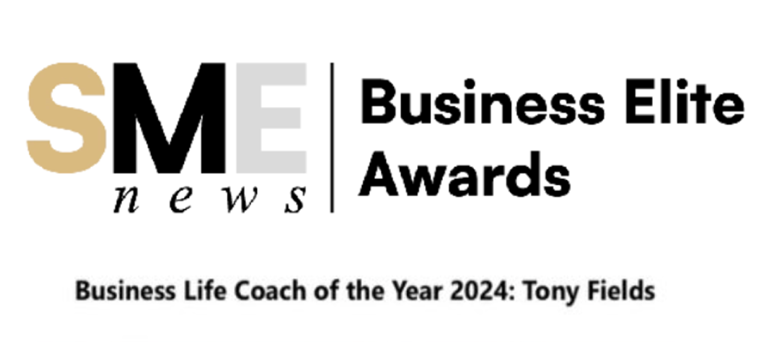 SME
news
Business Elite
Awards
Business Life Coach of the Year 2024: Tony Fields